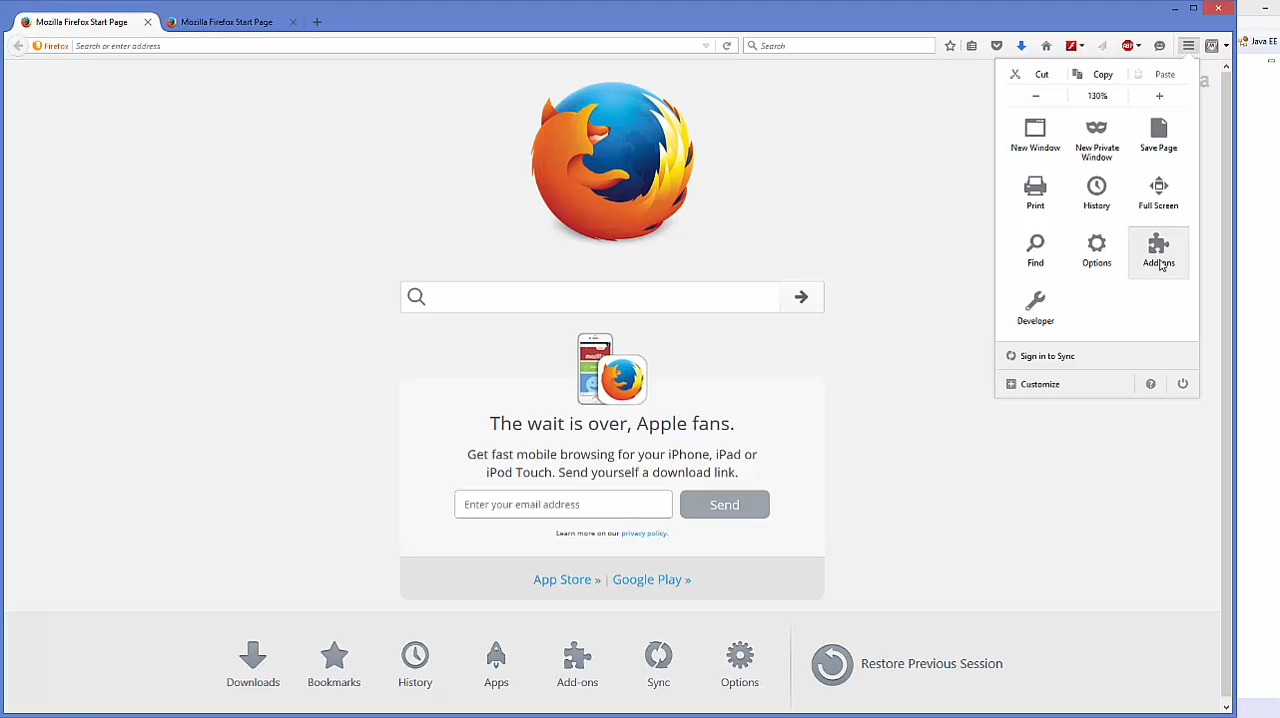 Mozilla Firefox Start Page
Mozilla Firefox Start Page
Firefox
Search or enter address
Search
ABP
Java EE
Cut
Copy
Paste
130%
New Window
New Private
Window
Save Page
Print
History
Full Screen
Find
Options
Add-ons
Developer
Sign in to Sync
Customize
a
mozilla
The wait is over, Apple fans.
Get fast mobile browsing for your iPhone, iPad or
iPod Touch. Send yourself a download link.
Enter your email address
Send
Learn more on our privacy policy.
App Store » | Google Play »
Downloads
Bookmarks
History
Apps
Add-ons
Sync
Options
Restore Previous Session